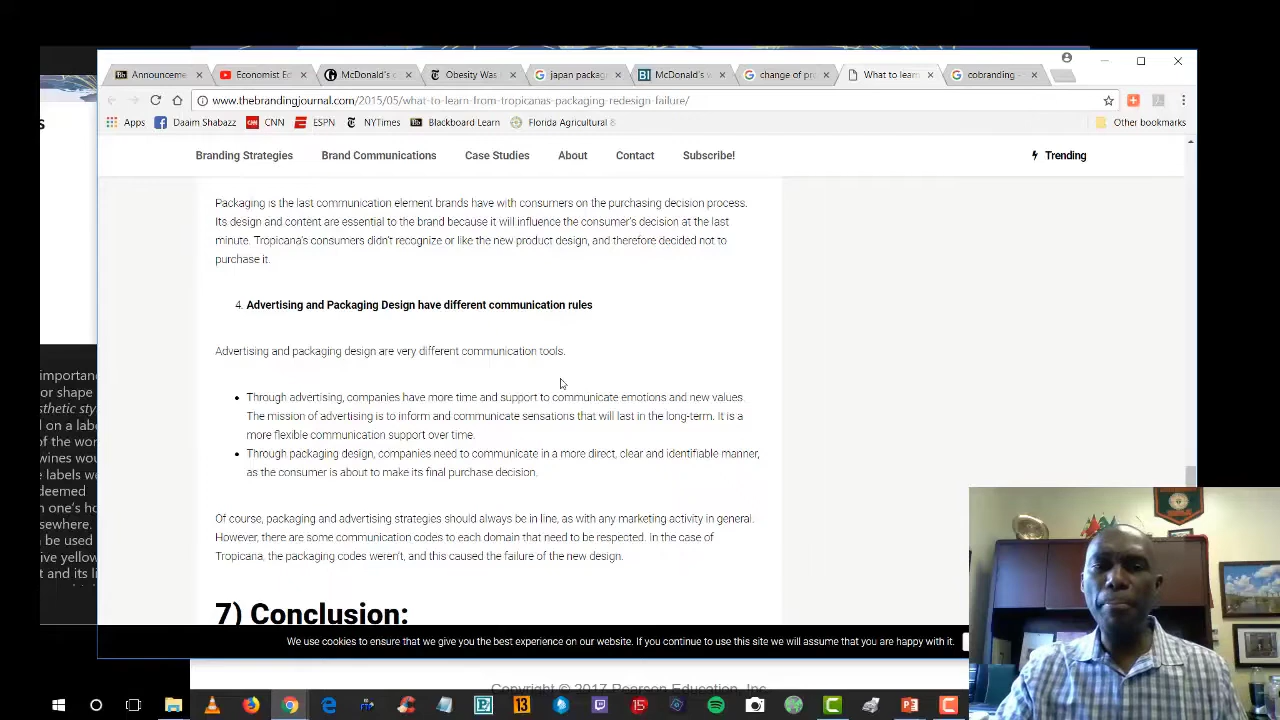 Announceme
Economist Ec
McDonald's c
Obesity Was
japan packag
McDonald's v
change of pr
What to learn
cobranding -
www.thebrandingjournal.com/2015/05/what-to-learn-from-tropicanas-packaging-redesign-failure/
Apps
Daaim Shabazz
CNN
ESPN
NYTimes
Blackboard Learn
Florida Agricultural &
Other bookmarks
Branding Strategies
Brand Communications
Case Studies
About
Contact
Subscribe!
Trending
Packaging is the last communication element brands have with consumers on the purchasing decision process.
Its design and content are essential to the brand because it will influence the consumer's decision at the last
minute. Tropicana's consumers didn't recognize or like the new product design, and therefore decided not to
purchase it.
4. Advertising and Packaging Design have different communication rules
Advertising and packaging design are very different communication tools.
• Through advertising, companies have more time and support to communicate emotions and new values.
The mission of advertising is to inform and communicate sensations that will last in the long-term. It is a
more flexible communication support over time.
• Through packaging design, companies need to communicate in a more direct, clear and identifiable manner,
as the consumer is about to make its final purchase decision.
Of course, packaging and advertising strategies should always be in line, as with any marketing activity in general.
However, there are some communication codes to each domain that need to be respected. In the case of
Tropicana, the packaging codes weren't, and this caused the failure of the new design.
7) Conclusion:
We use cookies to ensure that we give you the best experience on our website. If you continue to use this site we will assume that you are happy with it.
s
importanc
or shape
sthetic sty
d on a labe
of the wor
wines wou
e labels we
deemed
n one's ho
sewhere.
n be used
ive yellow
t and its li
Copyright © 2017 Pearson Education, Inc.